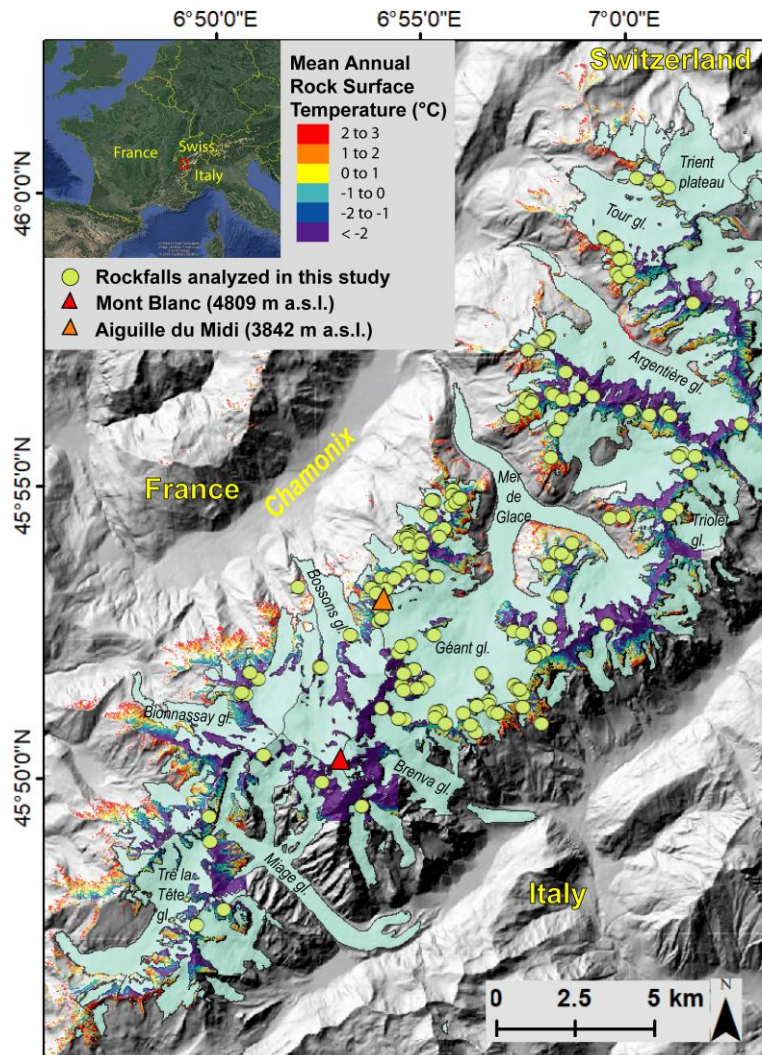 6°50'0"E
6°55'0"E
7°0'0"E
Switzerland
Mean Annual
Rock Surface
Temperature (°C)
2 to 3
1 to 2
0 to 1
-1 to 0
-2 to -1
< -2
France
Swiss.
Italy
Rockfalls analyzed in this study
Mont Blanc (4809 m a.s.l.)
Aiguille du Midi (3842 m a.s.l.)
46°0'0"N
45°55'0"N
45°50'0"N
Trient
plateau
Tour gl.
Argentière gl.
Chamonix
France
Mer
de
Glace
Triolet
gl.
Bossons gl.
Géant gl.
Bionnassay gl.
Brenva gl.
Miage gl.
Tré la
Tête
gl.
Italy
N
0 2.5 5 km